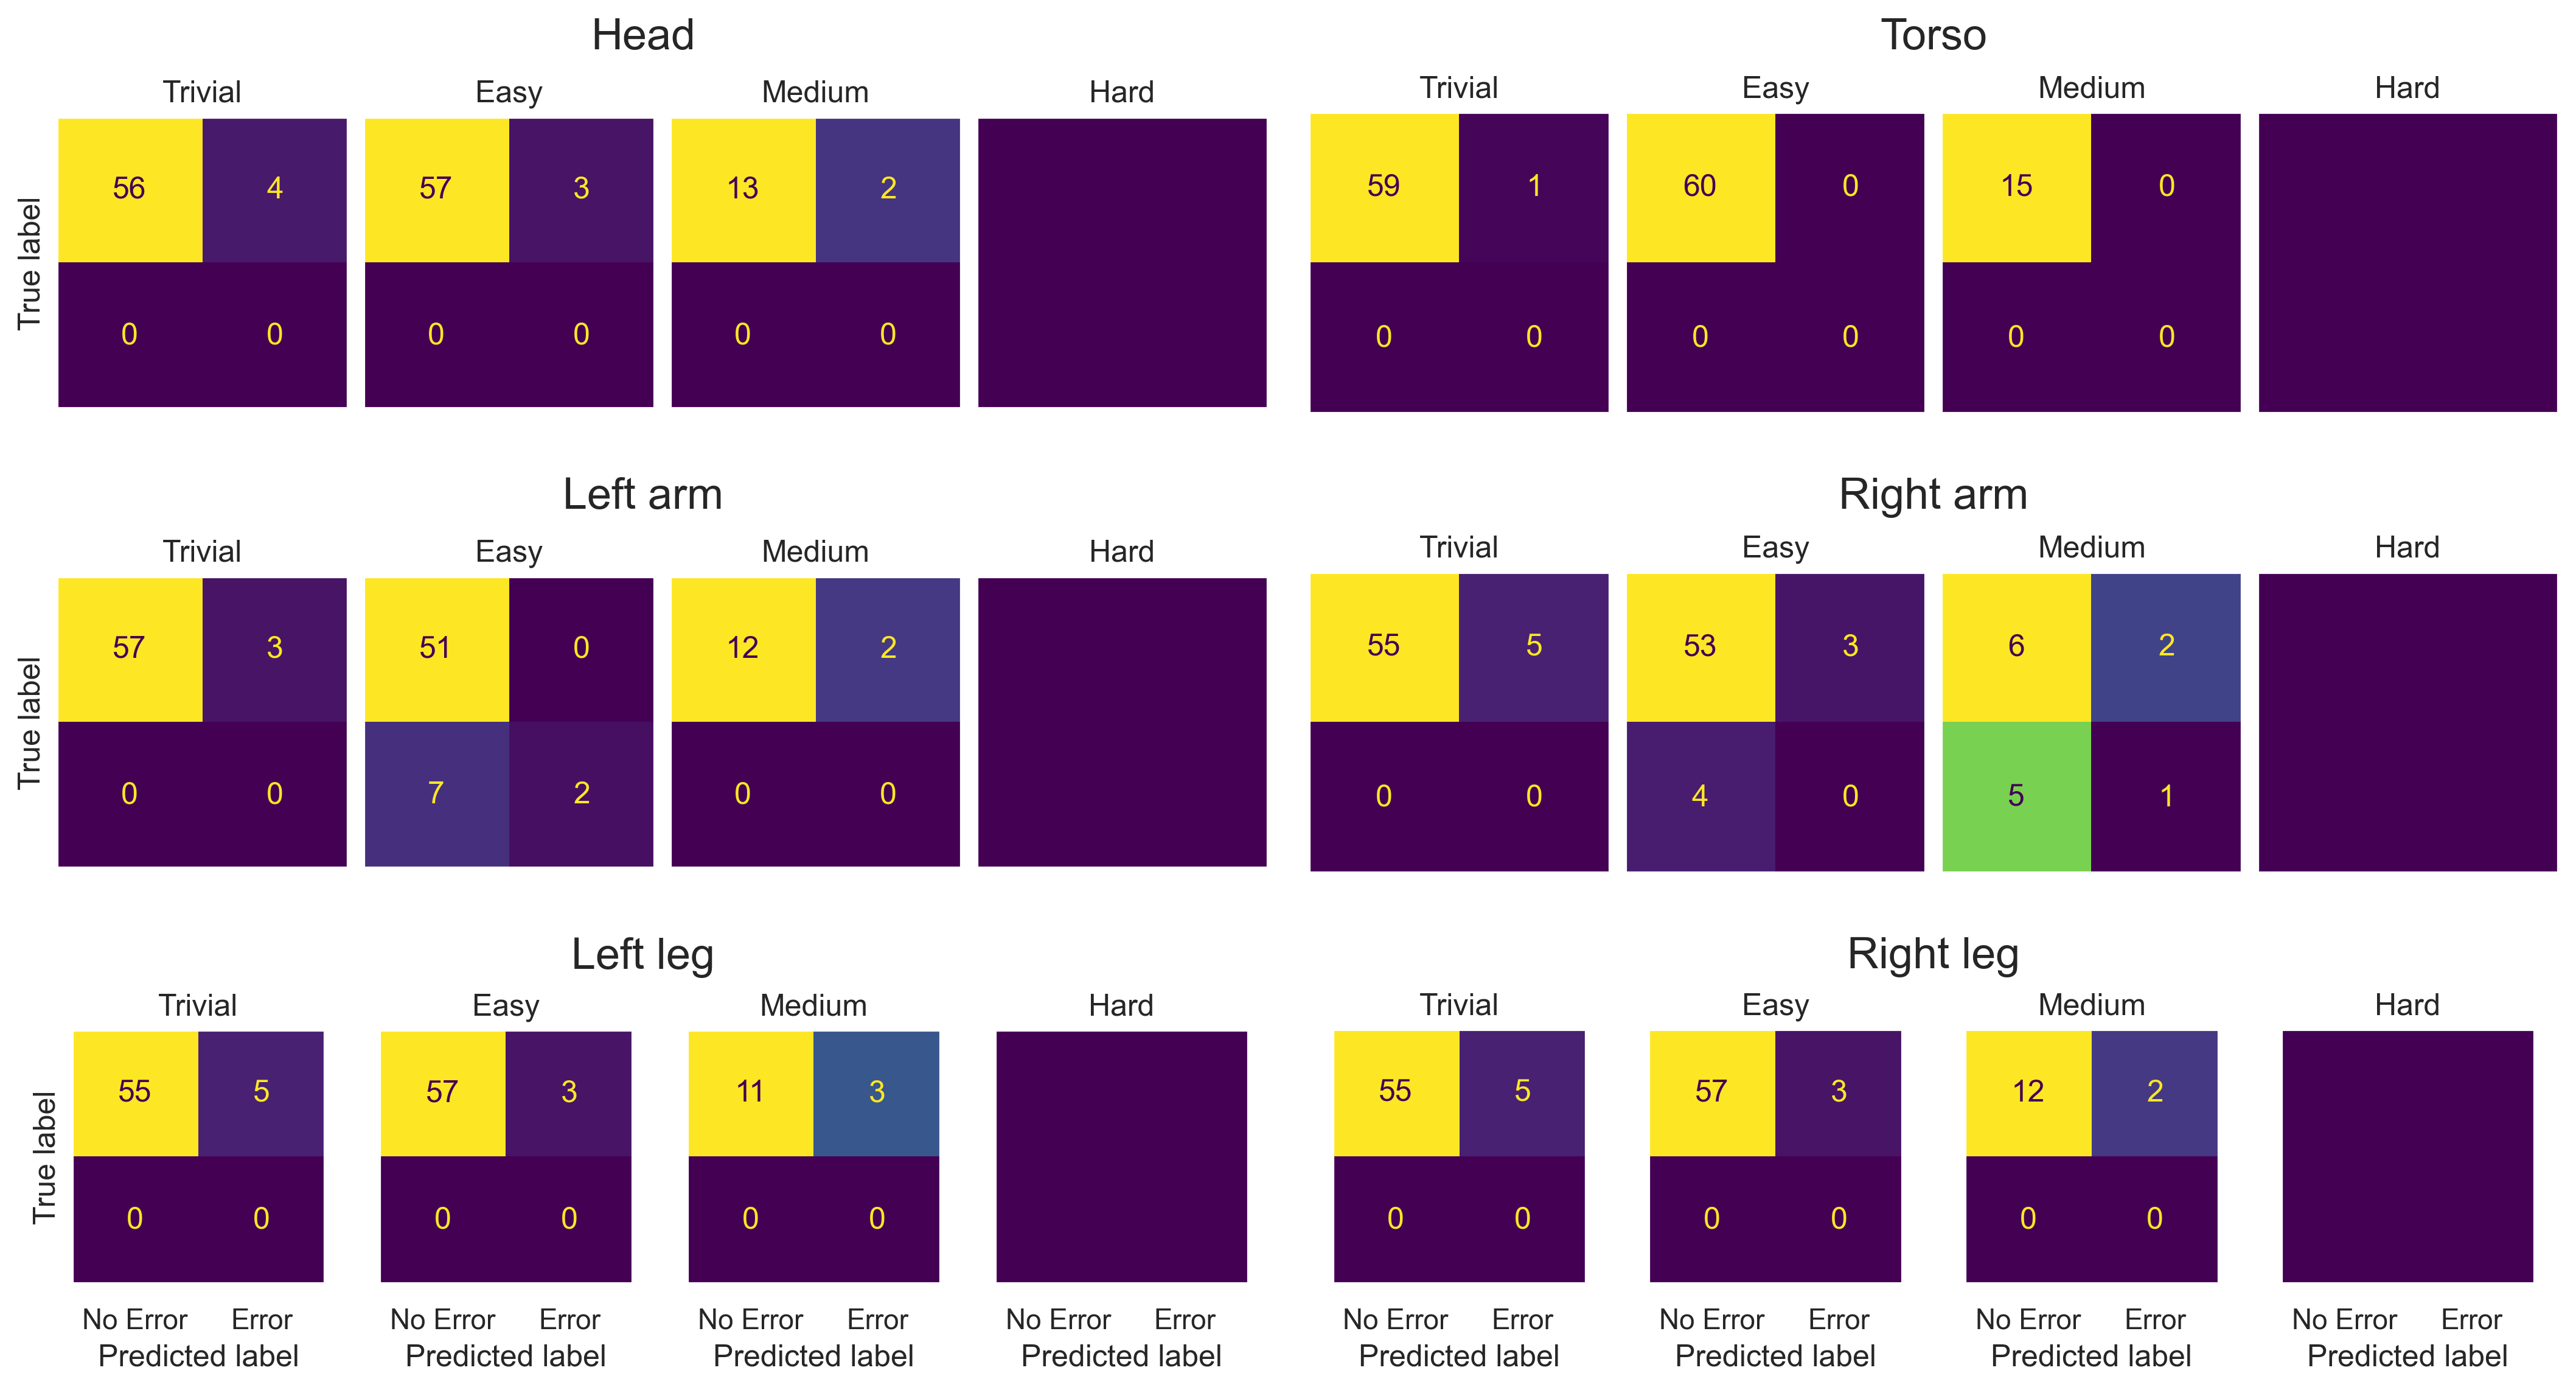 Head
Trivial Easy Medium Hard
True label
56 4 57 3 13 2
0 0 0 0 0 0
Torso
Trivial Easy Medium Hard
59 1 60 0 15 0
0 0 0 0 0 0
Left arm
Trivial Easy Medium Hard
True label
57 3 51 0 12 2
0 0 7 2 0 0
Right arm
Trivial Easy Medium Hard
55 5 53 3 6 2
0 0 4 0 5 1
Left leg
Trivial Easy Medium Hard
True label
55 5 57 3 11 3
0 0 0 0 0 0
No Error Error No Error Error No Error Error No Error Error
Predicted label Predicted label Predicted label Predicted label
Right leg
Trivial Easy Medium Hard
55 5 57 3 12 2
0 0 0 0 0 0
No Error Error No Error Error No Error Error No Error Error
Predicted label Predicted label Predicted label Predicted label